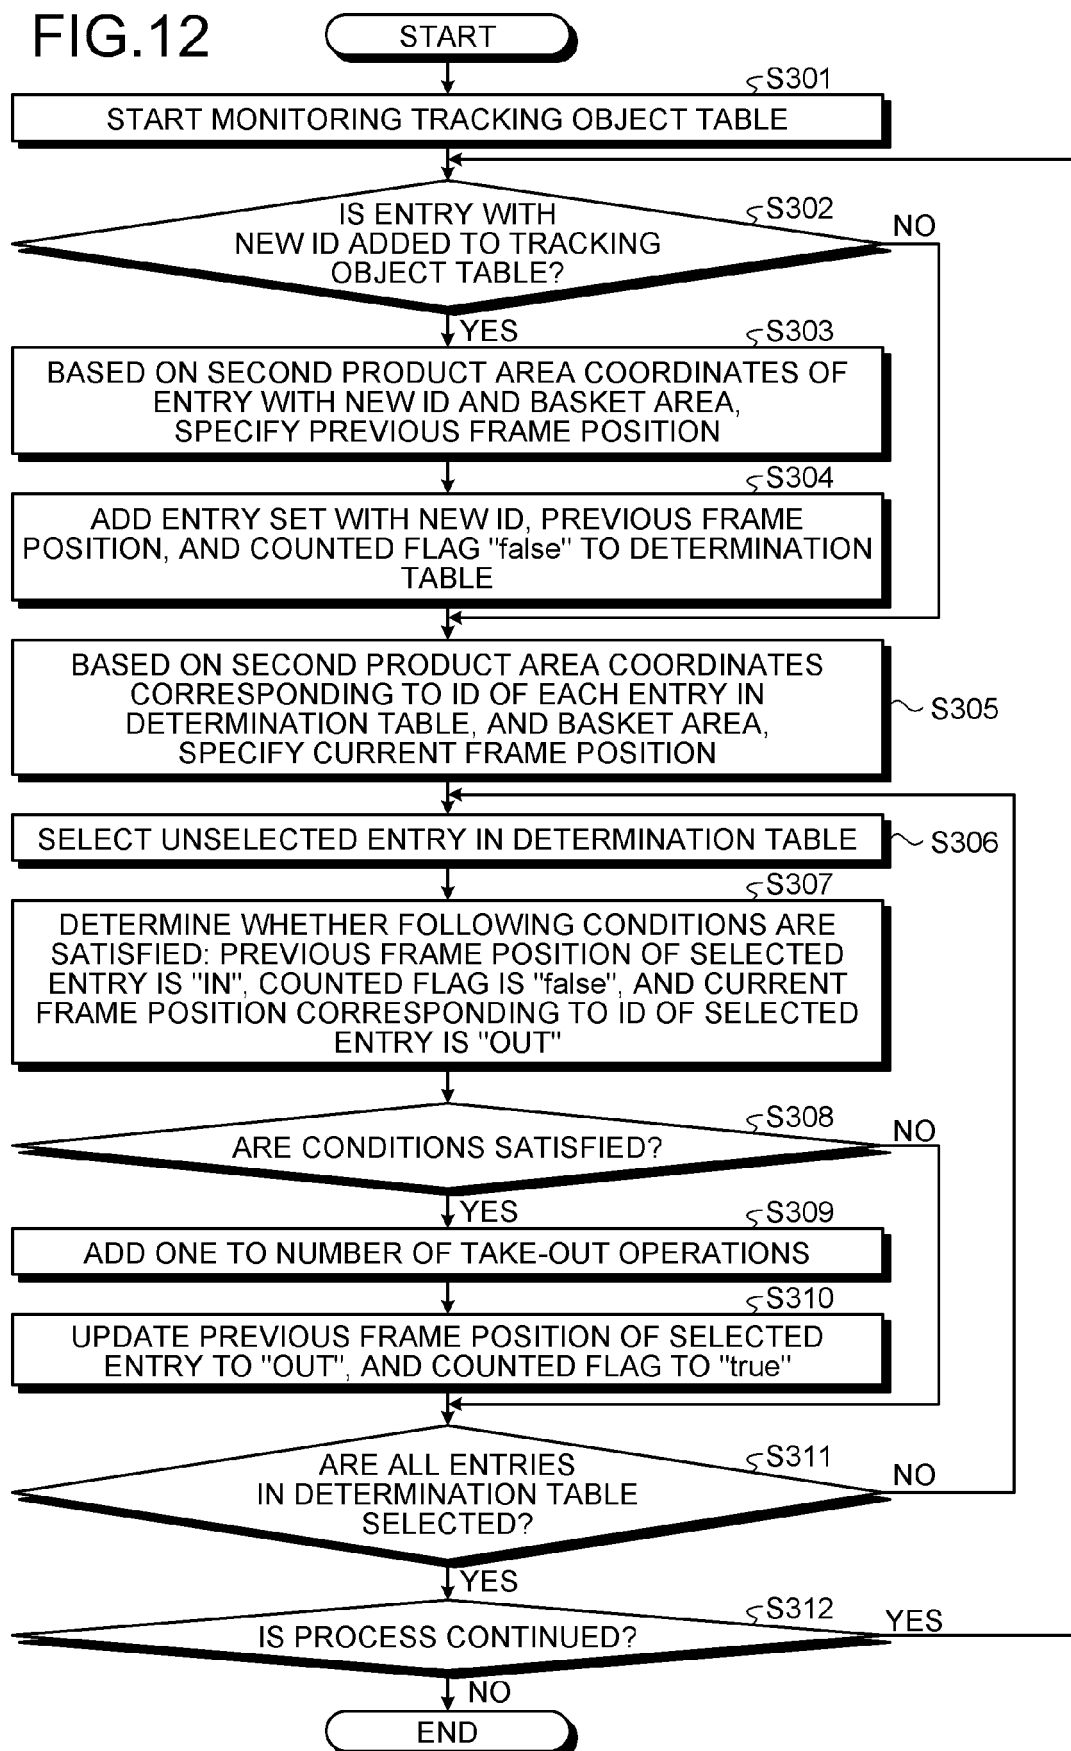 FIG.12
START
S301
START MONITORING TRACKING OBJECT TABLE
S302
IS ENTRY WITH
NEW ID ADDED TO TRACKING
OBJECT TABLE?
NO
YES
S303
BASED ON SECOND PRODUCT AREA COORDINATES OF
ENTRY WITH NEW ID AND BASKET AREA,
SPECIFY PREVIOUS FRAME POSITION
S304
ADD ENTRY SET WITH NEW ID, PREVIOUS FRAME
POSITION, AND COUNTED FLAG "false" TO DETERMINATION
TABLE
BASED ON SECOND PRODUCT AREA COORDINATES
CORRESPONDING TO ID OF EACH ENTRY IN
DETERMINATION TABLE, AND BASKET AREA,
SPECIFY CURRENT FRAME POSITION
S305
SELECT UNSELECTED ENTRY IN DETERMINATION TABLE
S306
S307
DETERMINE WHETHER FOLLOWING CONDITIONS ARE
SATISFIED: PREVIOUS FRAME POSITION OF SELECTED
ENTRY IS "IN", COUNTED FLAG IS "false", AND CURRENT
FRAME POSITION CORRESPONDING TO ID OF SELECTED
ENTRY IS "OUT"
S308
ARE CONDITIONS SATISFIED?
NO
YES
S309
ADD ONE TO NUMBER OF TAKE-OUT OPERATIONS
S310
UPDATE PREVIOUS FRAME POSITION OF SELECTED
ENTRY TO "OUT", AND COUNTED FLAG TO "true"
S311
ARE ALL ENTRIES
IN DETERMINATION TABLE
SELECTED?
NO
YES
S312
IS PROCESS CONTINUED?
YES
NO
END